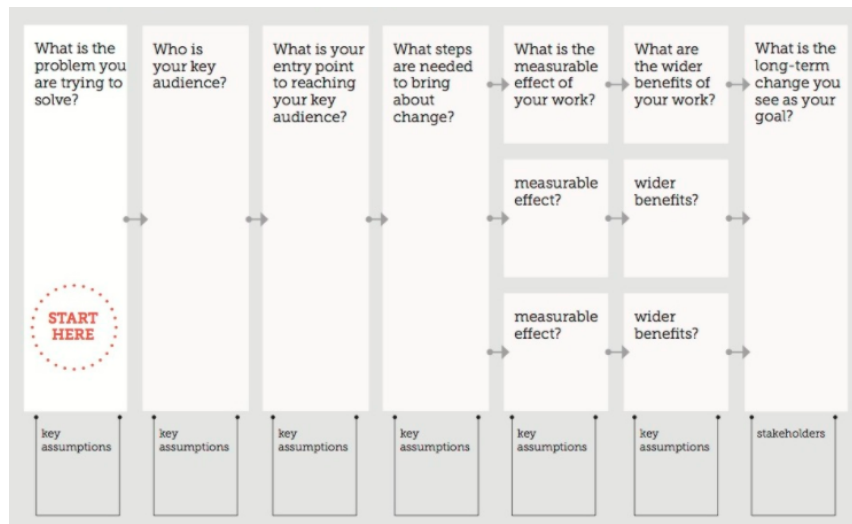 What is the
problem you
are trying to
solve?
START
HERE
key
assumptions
Who is
your key
audience?
key
assumptions
What is your
entry point
to reaching
your key
audience?
key
assumptions
What steps
are needed
to bring
about
change?
key
assumptions
What is the
measurable
effect of
your work?
measurable
effect?
measurable
effect?
key
assumptions
What are
the wider
benefits of
your work?
wider
benefits?
wider
benefits?
key
assumptions
What is the
long-term
change you
see as your
goal?
stakeholders